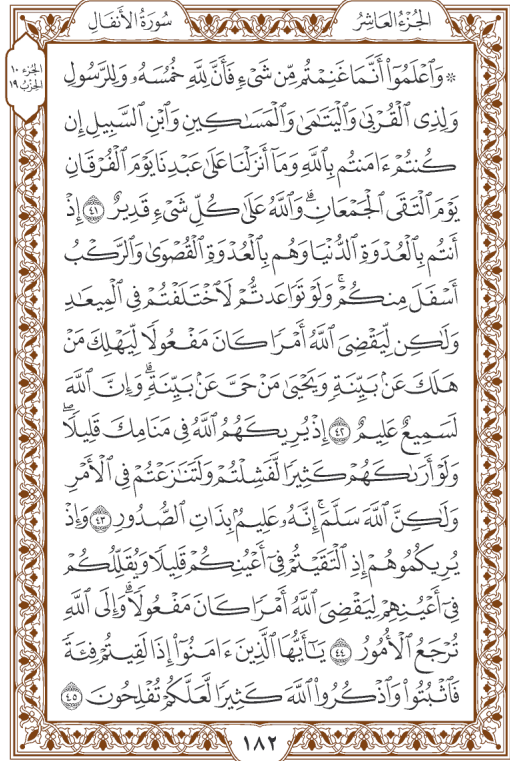 الجزء العاشر
سورة الأنفال
الجزء ١٠
الحزب ١٩
۞ وَٱعْلَمُوٓا۟ أَنَّمَا غَنِمْتُم مِّن شَىْءٍ فَأَنَّ لِلَّهِ خُمُسَهُۥ وَلِلرَّسُولِ
وَلِذِى ٱلْقُرْبَىٰ وَٱلْيَتَٰمَىٰ وَٱلْمَسَٰكِينِ وَٱبْنِ ٱلسَّبِيلِ إِن
كُنتُمْ ءَامَنتُم بِٱللَّهِ وَمَآ أَنزَلْنَا عَلَىٰ عَبْدِنَا يَوْمَ ٱلْفُرْقَانِ
يَوْمَ ٱلْتَقَى ٱلْجَمْعَانِ ۗ وَٱللَّهُ عَلَىٰ كُلِّ شَىْءٍ قَدِيرٌ ٤١ إِذْ
أَنتُم بِٱلْعُدْوَةِ ٱلدُّنْيَا وَهُم بِٱلْعُدْوَةِ ٱلْقُصْوَىٰ وَٱلرَّكْبُ
أَسْفَلَ مِنكُمْ ۚ وَلَوْ تَوَاعَدتُّمْ لَٱخْتَلَفْتُمْ فِى ٱلْمِيعَٰدِ ۙ
وَلَٰكِن لِّيَقْضِىَ ٱللَّهُ أَمْرًا كَانَ مَفْعُولًا لِّيَهْلِكَ مَنْ
هَلَكَ عَنۢ بَيِّنَةٍ وَيَحْيَىٰ مَنْ حَىَّ عَنۢ بَيِّنَةٍ ۗ وَإِنَّ ٱللَّهَ
لَسَمِيعٌ عَلِيمٌ ٤٢ إِذْ يُرِيكَهُمُ ٱللَّهُ فِى مَنَامِكَ قَلِيلًا ۖ
وَلَوْ أَرَىٰكَهُمْ كَثِيرًا لَّفَشِلْتُمْ وَلَتَنَٰزَعْتُمْ فِى ٱلْأَمْرِ
وَلَٰكِنَّ ٱللَّهَ سَلَّمَ ۗ إِنَّهُۥ عَلِيمٌۢ بِذَاتِ ٱلصُّدُورِ ٤٣ وَإِذْ
يُرِيكُمُوهُمْ إِذِ ٱلْتَقَيْتُمْ فِىٓ أَعْيُنِكُمْ قَلِيلًا وَيُقَلِّلُكُمْ
فِىٓ أَعْيُنِهِمْ لِيَقْضِىَ ٱللَّهُ أَمْرًا كَانَ مَفْعُولًا ۗ وَإِلَى ٱللَّهِ
تُرْجَعُ ٱلْأُمُورُ ٤٤ يَٰٓأَيُّهَا ٱلَّذِينَ ءَامَنُوٓا۟ إِذَا لَقِيتُمْ فِئَةً
فَٱثْبُتُوا۟ وَٱذْكُرُوا۟ ٱللَّهَ كَثِيرًا لَّعَلَّكُمْ تُفْلِحُونَ ٤٥
١٨٢